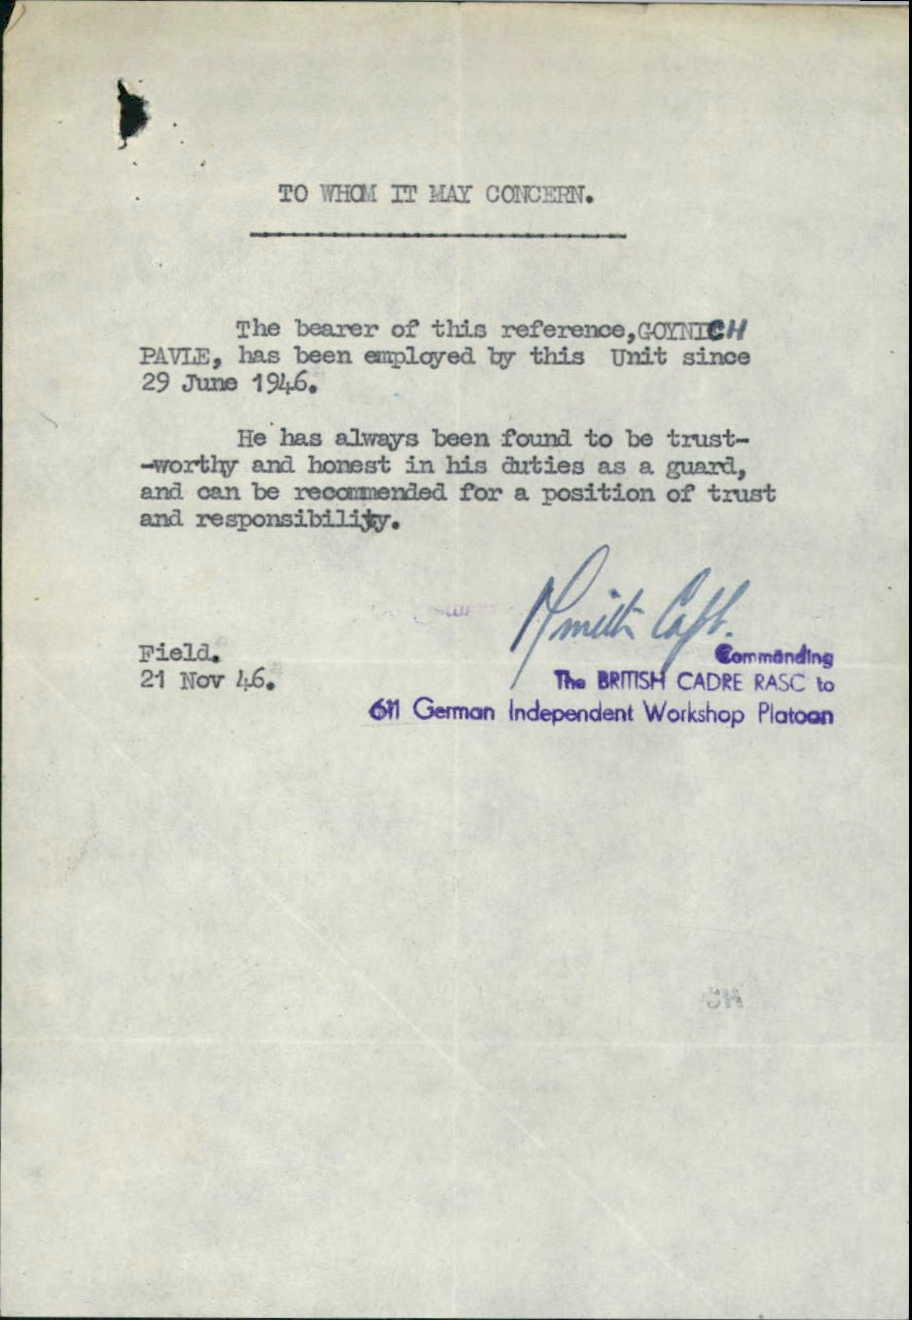 TO WHOM IT MAY CONCERN.
The bearer of this reference,GOYNICH
PAVLE, has been employed by this Unit since
29 June 1946.
He has always been found to be trust-
-worthy and honest in his duties as a guard,
and can be recommended for a position of trust
and responsibility.
Smith Capt.
Field.
21 Nov 46.
Commanding
The BRITISH CADRE RASC to
611 German Independent Workshop Platoon